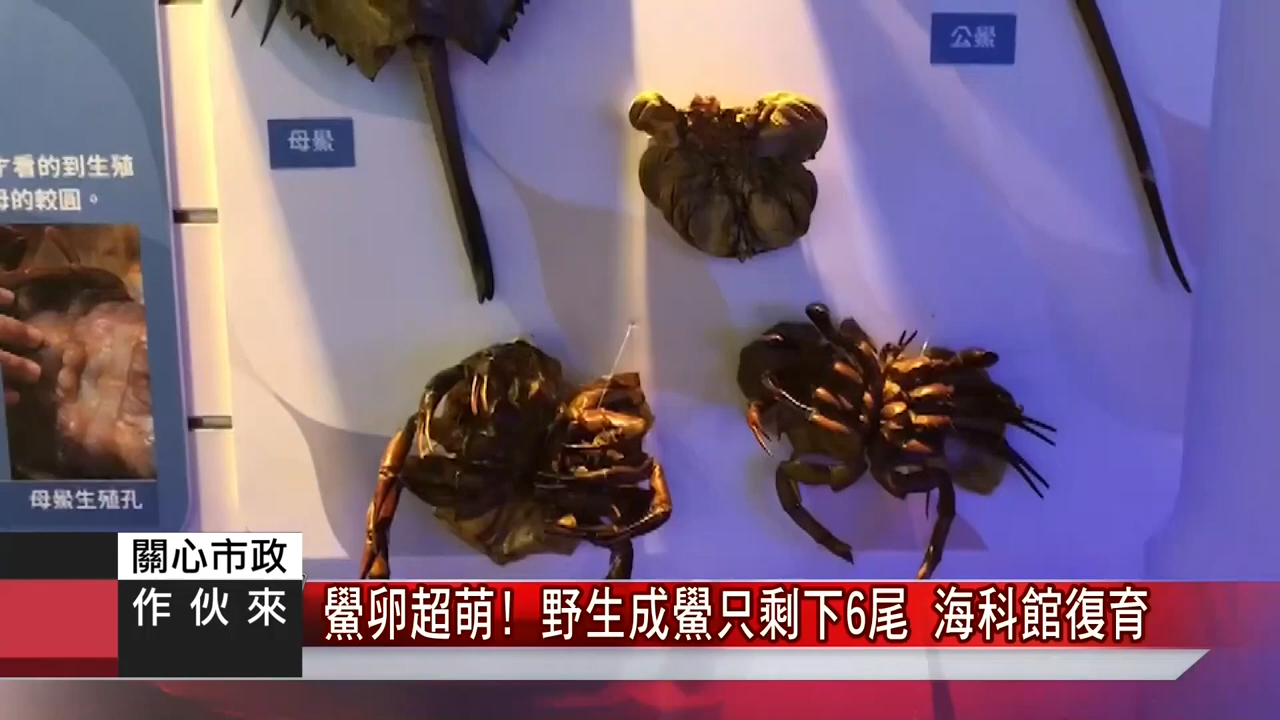 公鱟
母鱟
才看的到生殖
母的較圓。
母鱟生殖孔
關心市政
作伙來
鱟卵超萌! 野生成鱟只剩下6尾 海科館復育